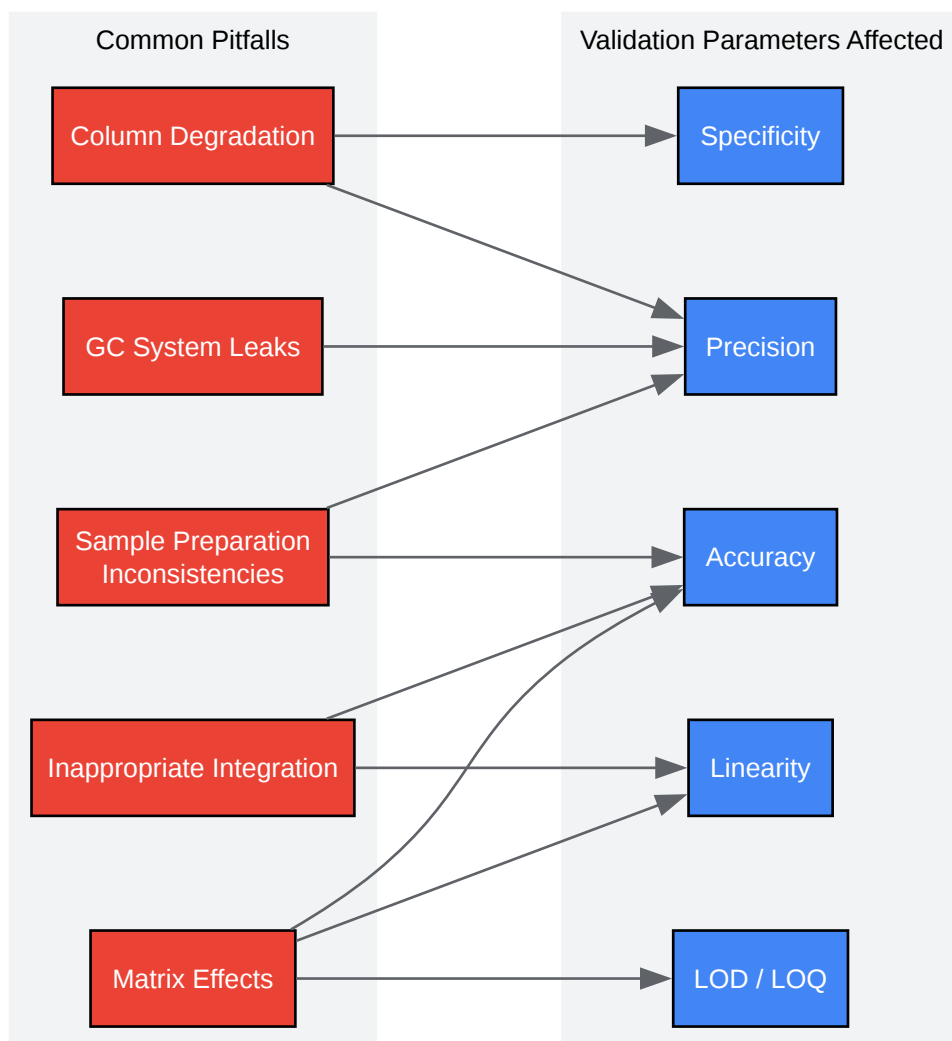 Common Pitfalls
Validation Parameters Affected
Column Degradation
Specificity
GC System Leaks
Precision
Sample Preparation
Inconsistencies
Accuracy
Inappropriate Integration
Linearity
Matrix Effects
LOD / LOQ